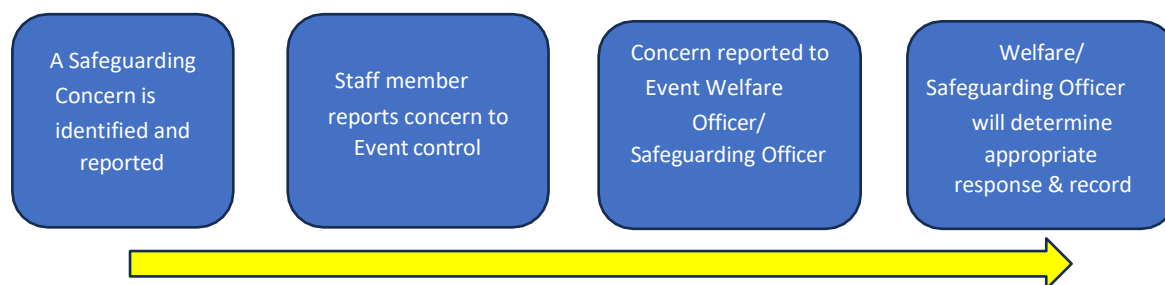 A Safeguarding
Concern is
identified and
reported
Staff member
reports concern to
Event control
Concern reported to
Event Welfare
Officer/
Safeguarding Officer
Welfare/
Safeguarding Officer
will determine
appropriate
response & record